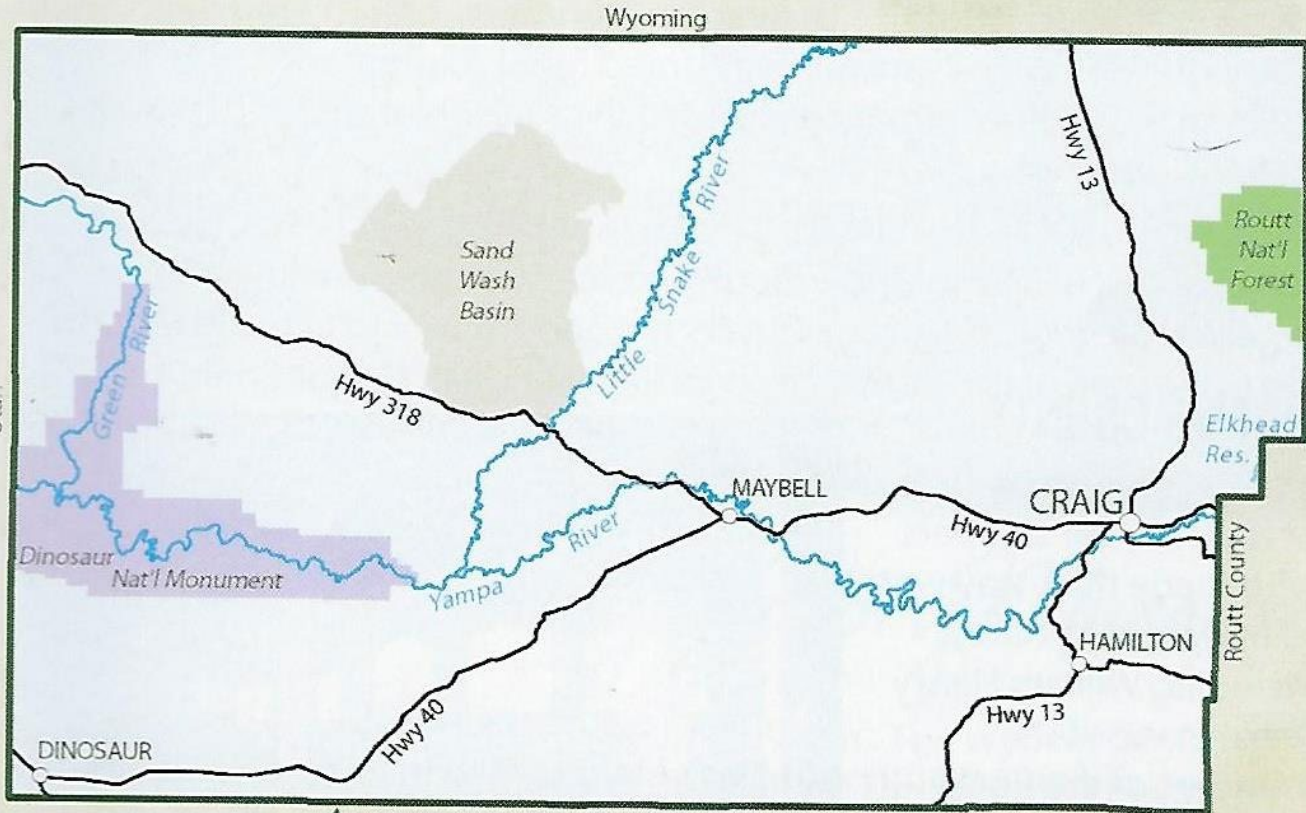 Wyoming
Hwy 13
Routt
Nat'l
Forest
Sand
Wash
Basin
Little Snake River
Green River
Hwy 318
Elkhead
Res.
MAYBELL
CRAIG
Hwy 40
River
Yampa
Dinosaur
Nat'l Monument
HAMILTON
Routt County
Hwy 13
Hwy 40
DINOSAUR